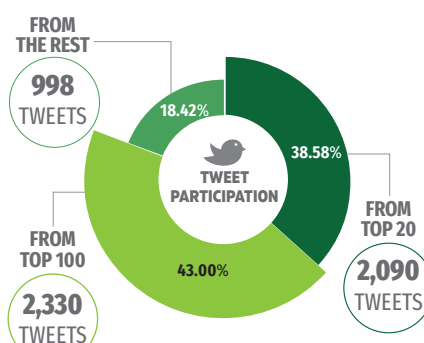 FROM
THE REST
998
TWEETS
18.42%
38.58%
TWEET
PARTICIPATION
43.00%
FROM
TOP 20
2,090
TWEETS
FROM
TOP 100
2,330
TWEETS